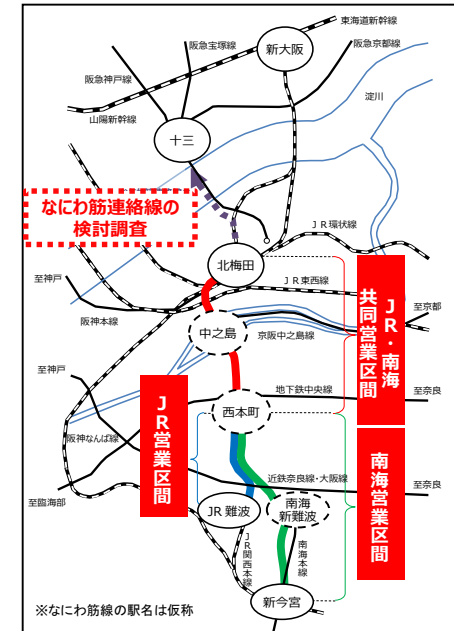 東海道新幹線
阪急宝塚線
新大阪
阪急京都線
阪急神戸線
淀川
山陽新幹線
十三
なにわ筋連絡線の
検討調査
JR環状線
北梅田
JR東西線
至神戸
阪神本線
中之島
京阪中之島線
至京都
JR・南海
共同営業区間
至神戸
地下鉄中央線
至奈良
西本町
JR営業区間
阪神なんば線
南海営業区間
近鉄奈良線・大阪線
至奈良
至臨海部
JR難波
南海
新難波
JR関西本線
南海本線
新今宮
※なにわ筋線の駅名は仮称